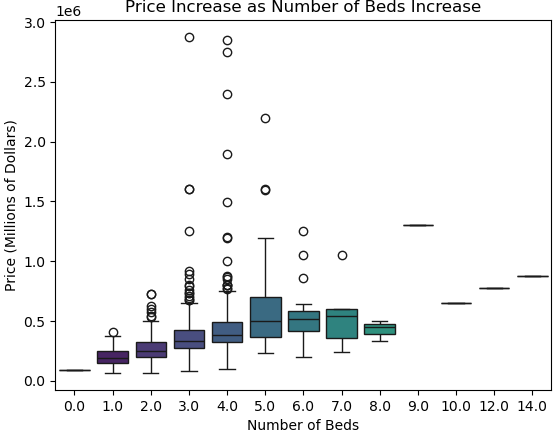 Price Increase as Number of Beds Increase
1e6
3.0
2.5
2.0
1.5
1.0
0.5
0.0
Price (Millions of Dollars)
0.0 1.0 2.0 3.0 4.0 5.0 6.0 7.0 8.0 9.0 10.0 12.0 14.0
Number of Beds